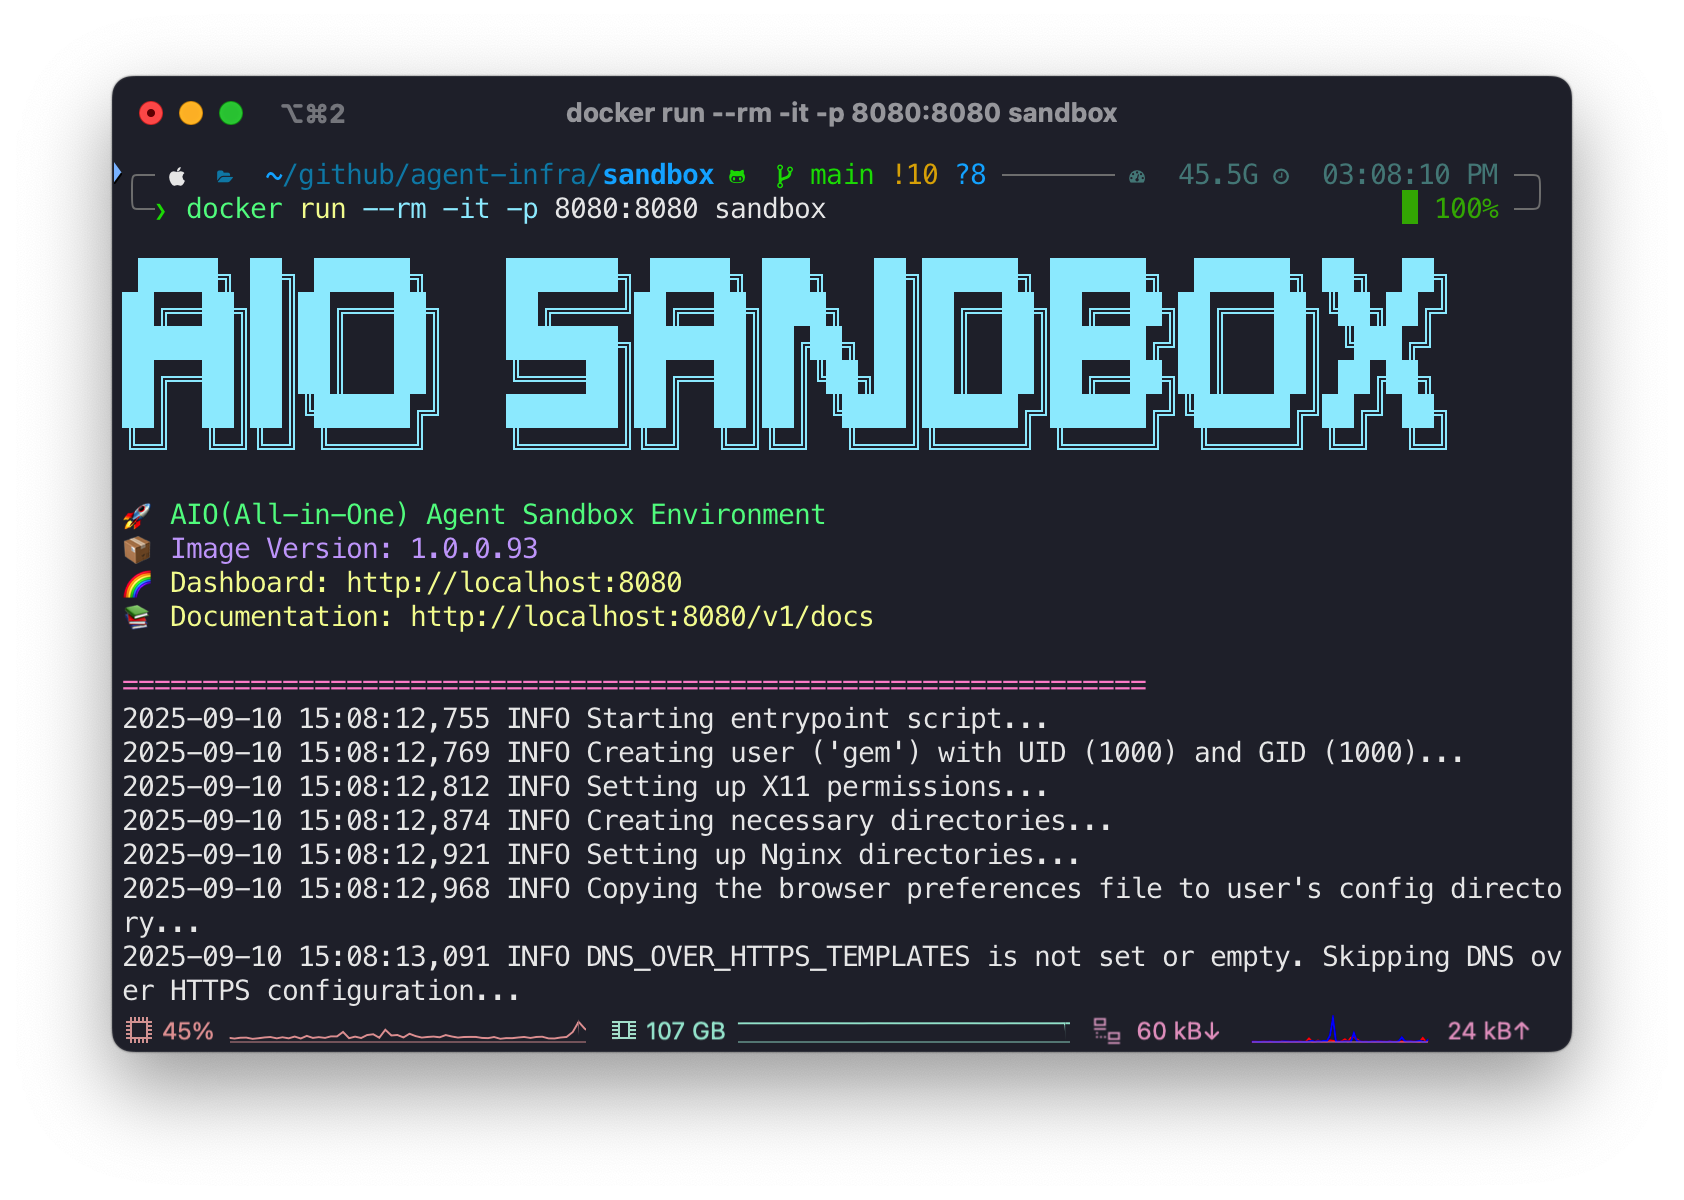 ⌥⌘2 docker run --rm -it -p 8080:8080 sandbox
~/github/agent-infra/sandbox main !10 ?8 45.5G 03:08:10 PM
❯ docker run --rm -it -p 8080:8080 sandbox 100%
AIO SANDBOX
🚀 AIO(All-in-One) Agent Sandbox Environment
📦 Image Version: 1.0.0.93
🌈 Dashboard: http://localhost:8080
📚 Documentation: http://localhost:8080/v1/docs
================================================================
2025-09-10 15:08:12,755 INFO Starting entrypoint script...
2025-09-10 15:08:12,769 INFO Creating user ('gem') with UID (1000) and GID (1000)...
2025-09-10 15:08:12,812 INFO Setting up X11 permissions...
2025-09-10 15:08:12,874 INFO Creating necessary directories...
2025-09-10 15:08:12,921 INFO Setting up Nginx directories...
2025-09-10 15:08:12,968 INFO Copying the browser preferences file to user's config directo
ry...
2025-09-10 15:08:13,091 INFO DNS_OVER_HTTPS_TEMPLATES is not set or empty. Skipping DNS ov
er HTTPS configuration...
45% 107 GB 60 kB↓ 24 kB↑